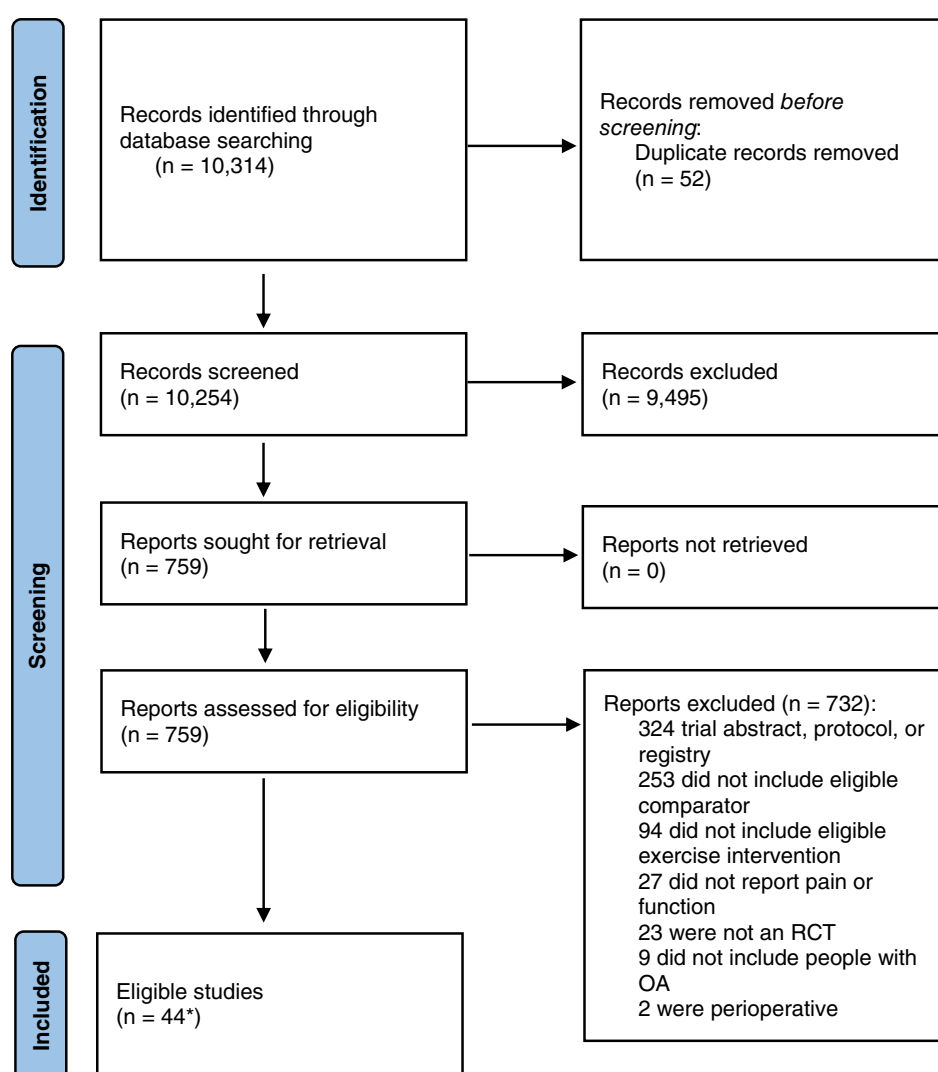 Identification
Records identified through
database searching
(n = 10,314)
Records removed before
screening:
Duplicate records removed
(n = 52)
Screening
Records screened
(n = 10,254)
Records excluded
(n = 9,495)
Reports sought for retrieval
(n = 759)
Reports not retrieved
(n = 0)
Reports assessed for eligibility
(n = 759)
Reports excluded (n = 732):
324 trial abstract, protocol, or
registry
253 did not include eligible
comparator
94 did not include eligible
exercise intervention
27 did not report pain or
function
23 were not an RCT
9 did not include people with
OA
2 were perioperative
Included
Eligible studies
(n = 44*)